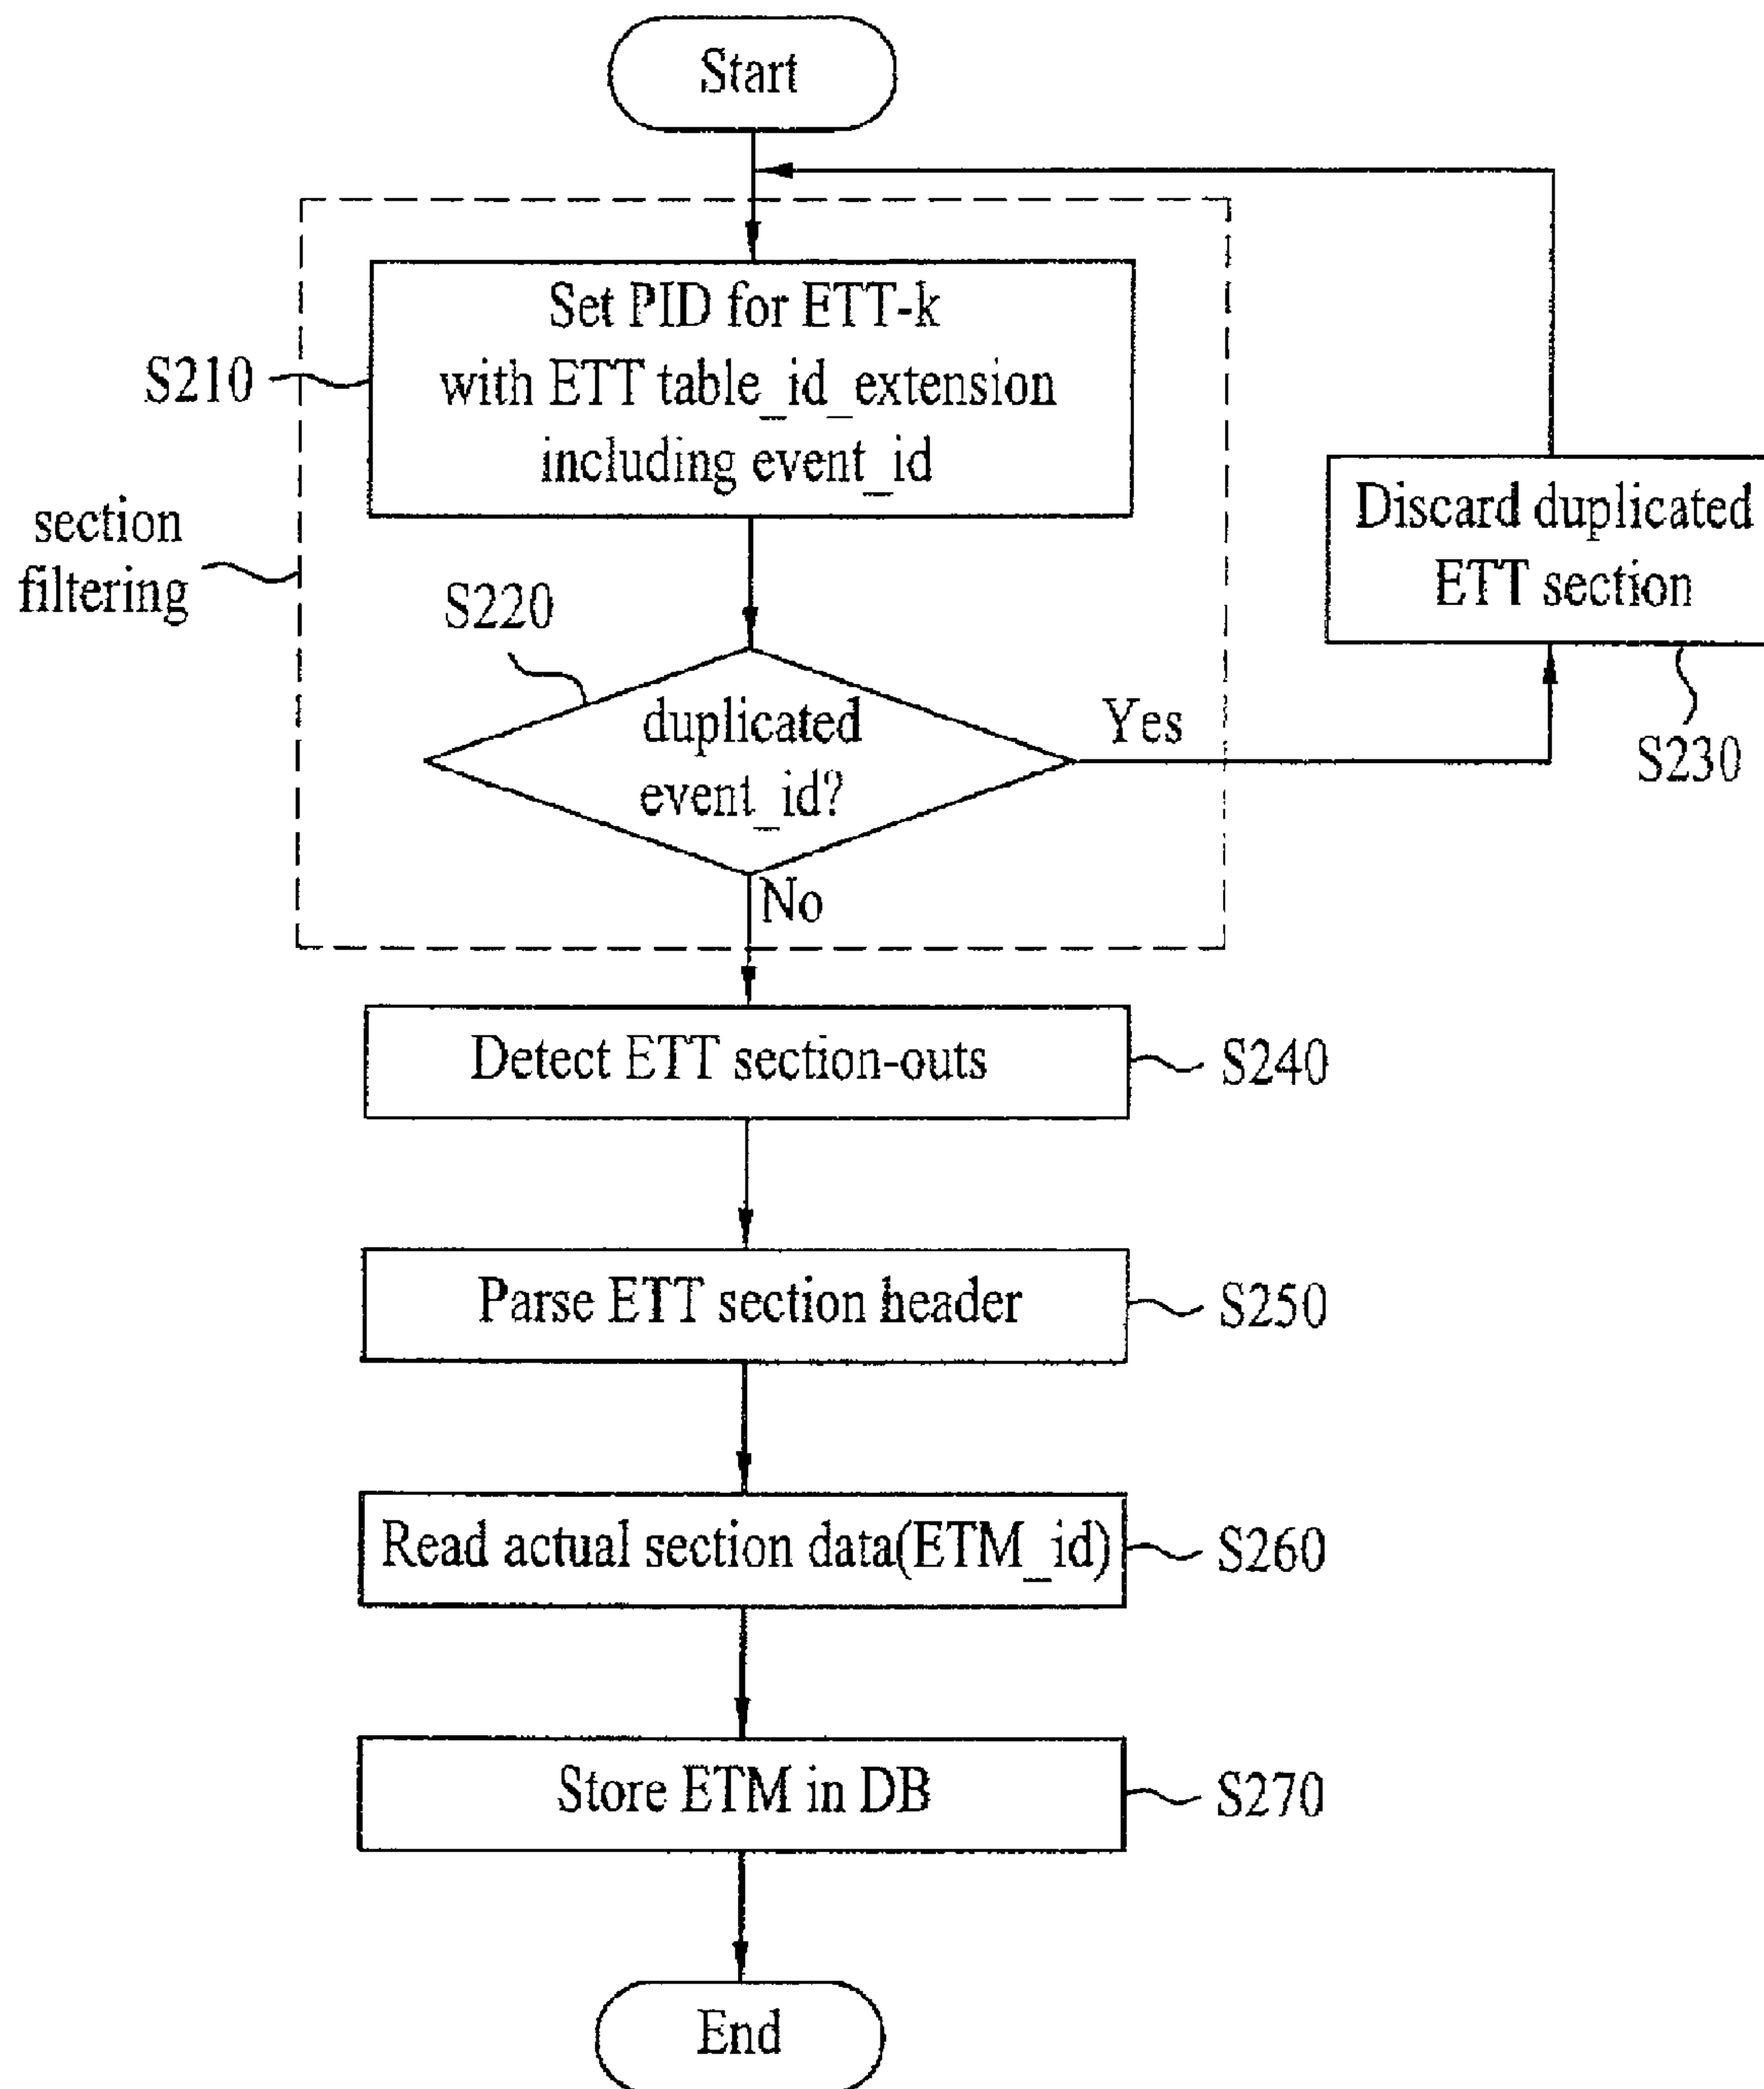 Start
Set PID for ETT-k
with ETT table_id_extension
including event_id
S210
section
filtering
S220
duplicated
event_id?
Yes
No
Discard duplicated
ETT section
S230
Detect ETT section-outs
S240
Parse ETT section header
S250
Read actual section data(ETM_id)
S260
Store ETM in DB
S270
End